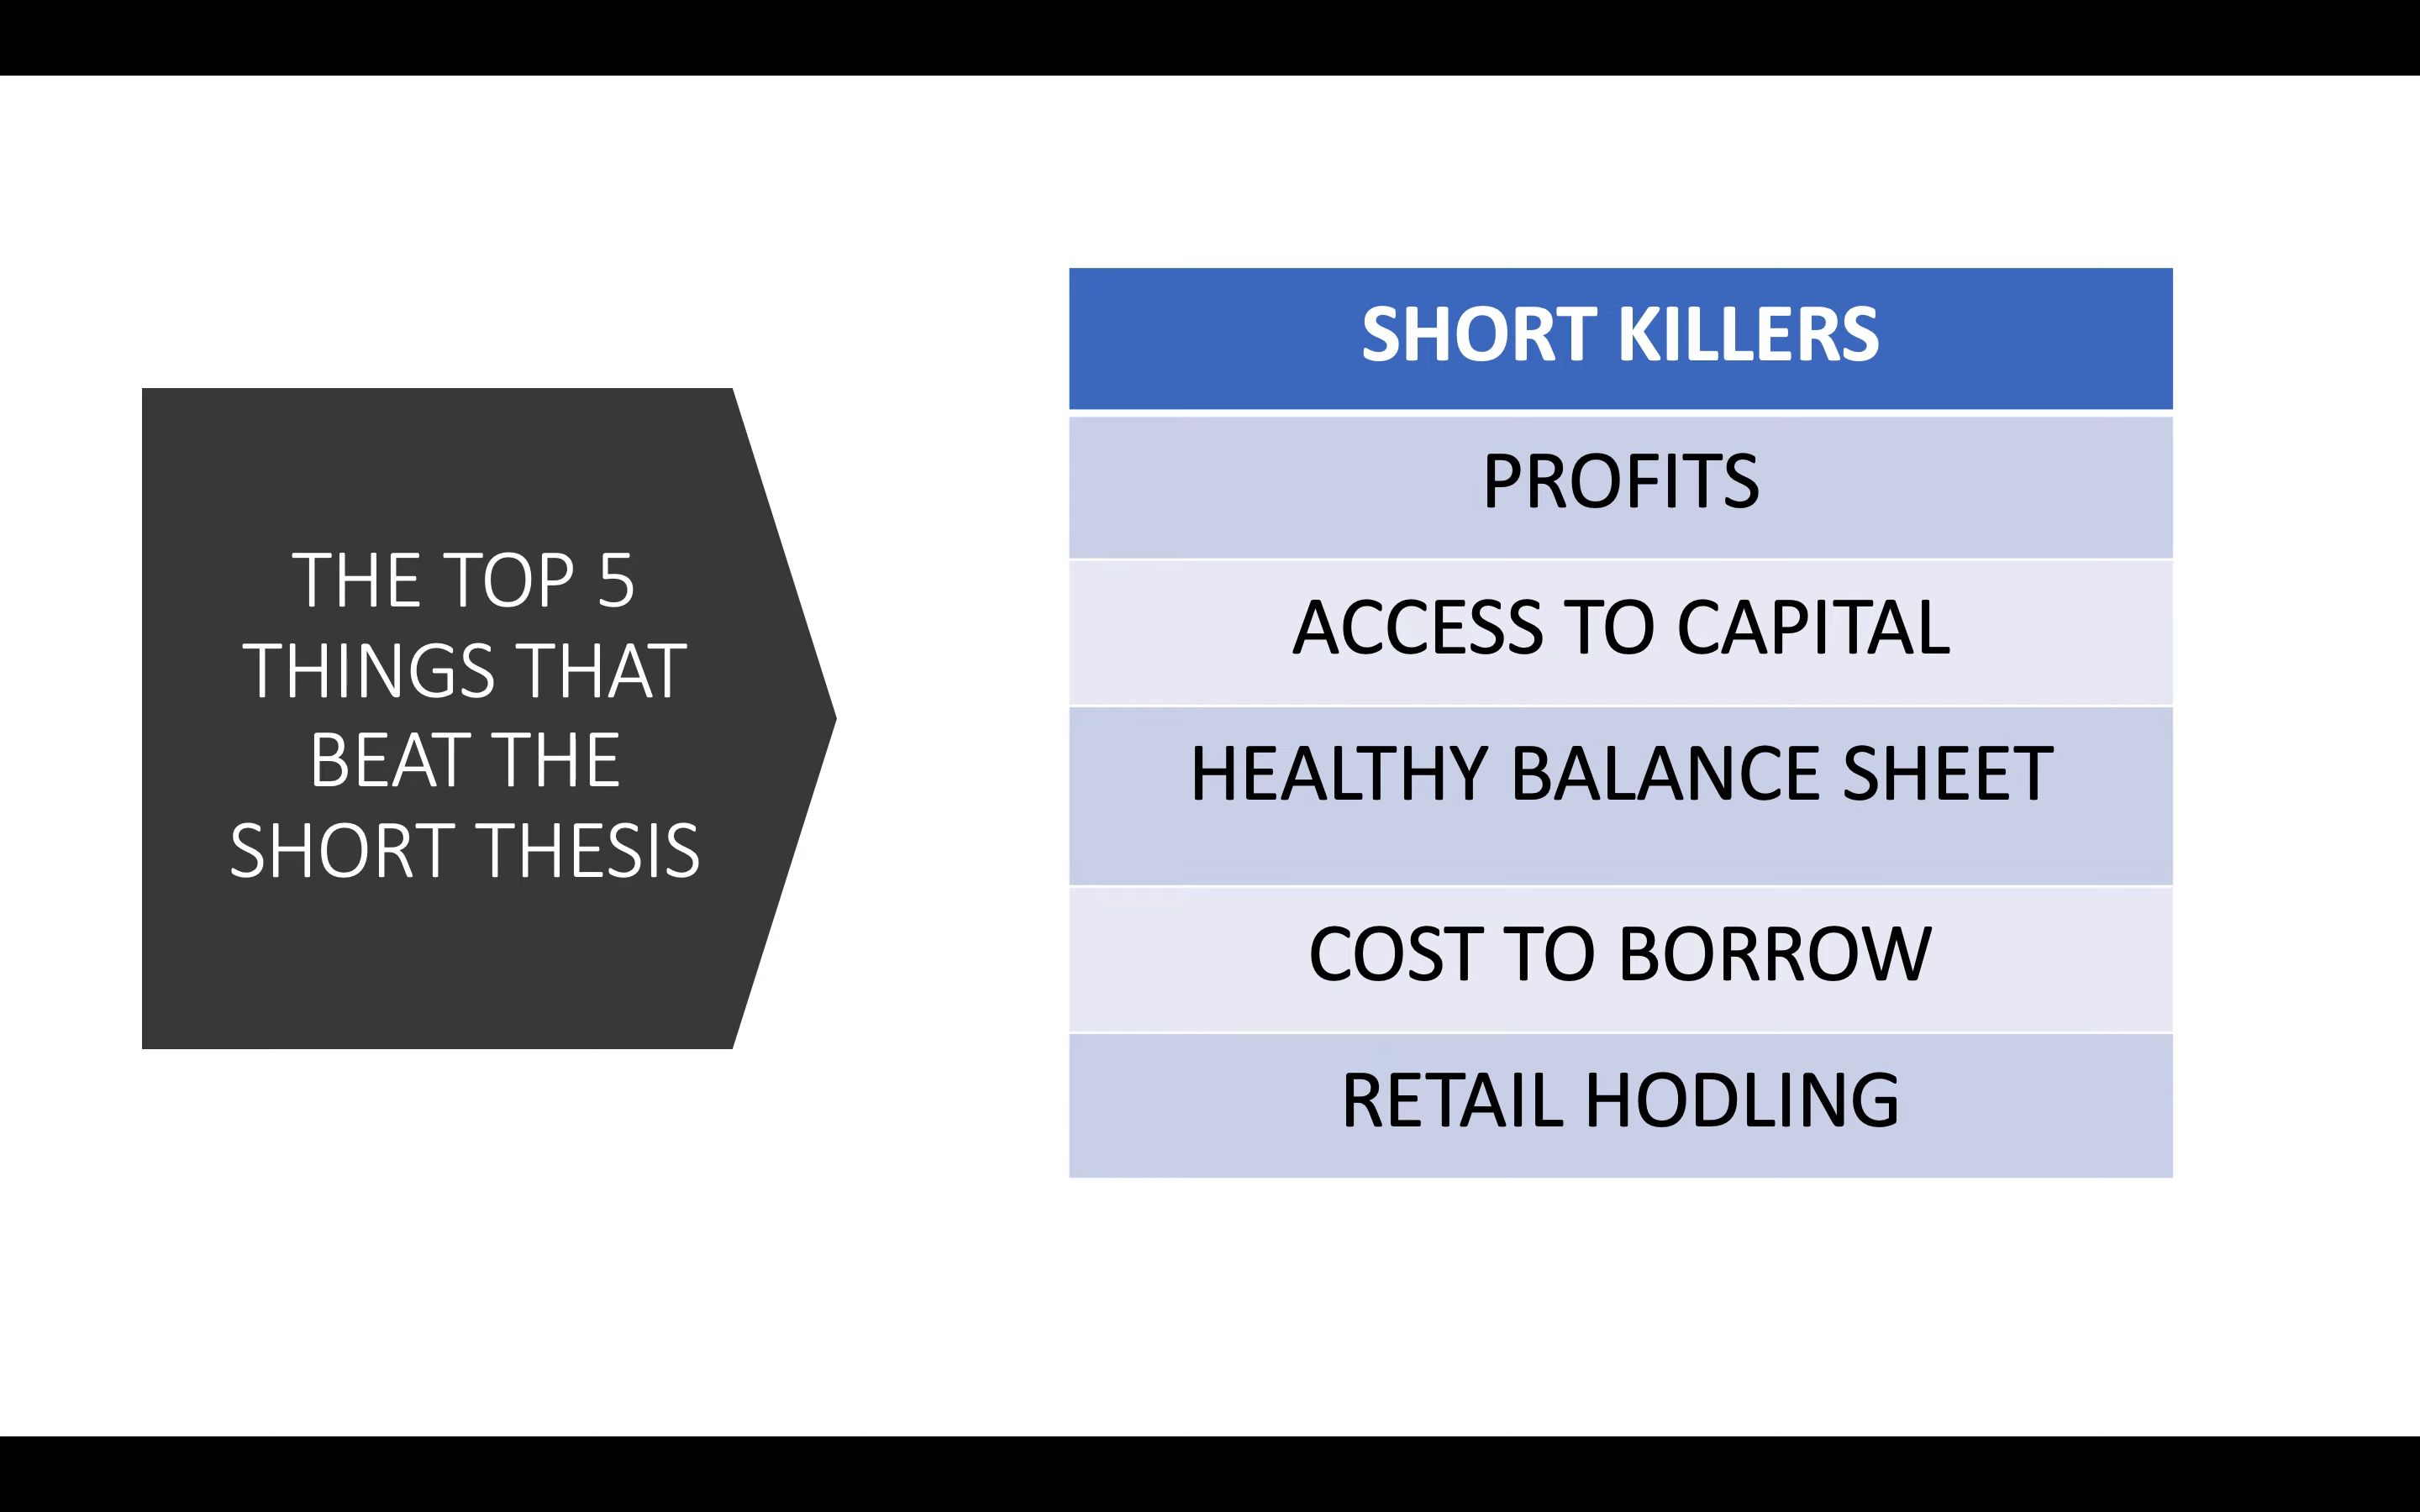 THE TOP 5
THINGS THAT
BEAT THE
SHORT THESIS
SHORT KILLERS
PROFITS
ACCESS TO CAPITAL
HEALTHY BALANCE SHEET
COST TO BORROW
RETAIL HODLING